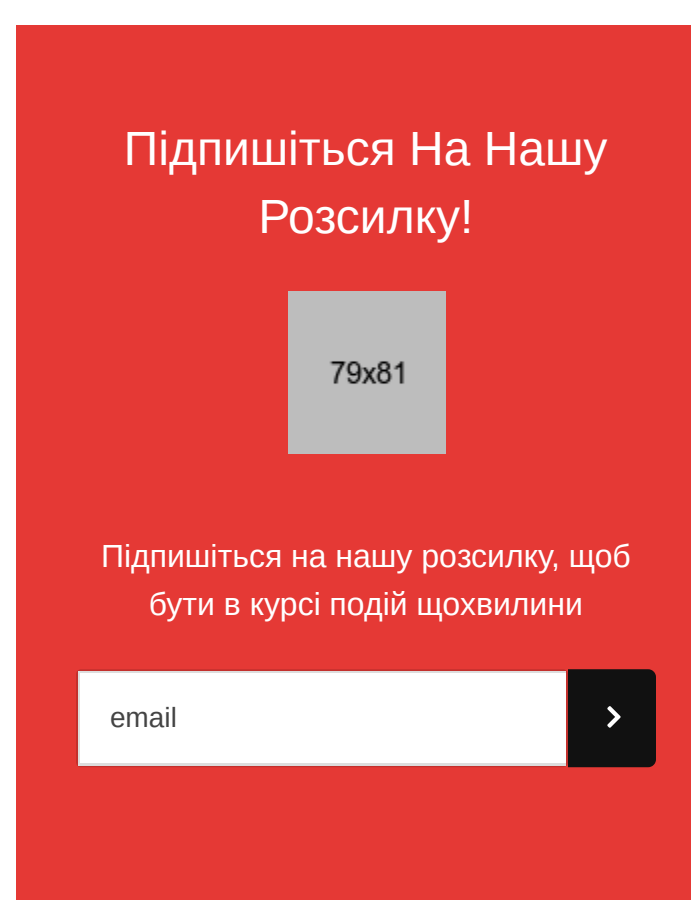 Підпишіться На Нашу
Розсилку!
79x81
Підпишіться на нашу розсилку, щоб
бути в курсі подій щохвилини
email